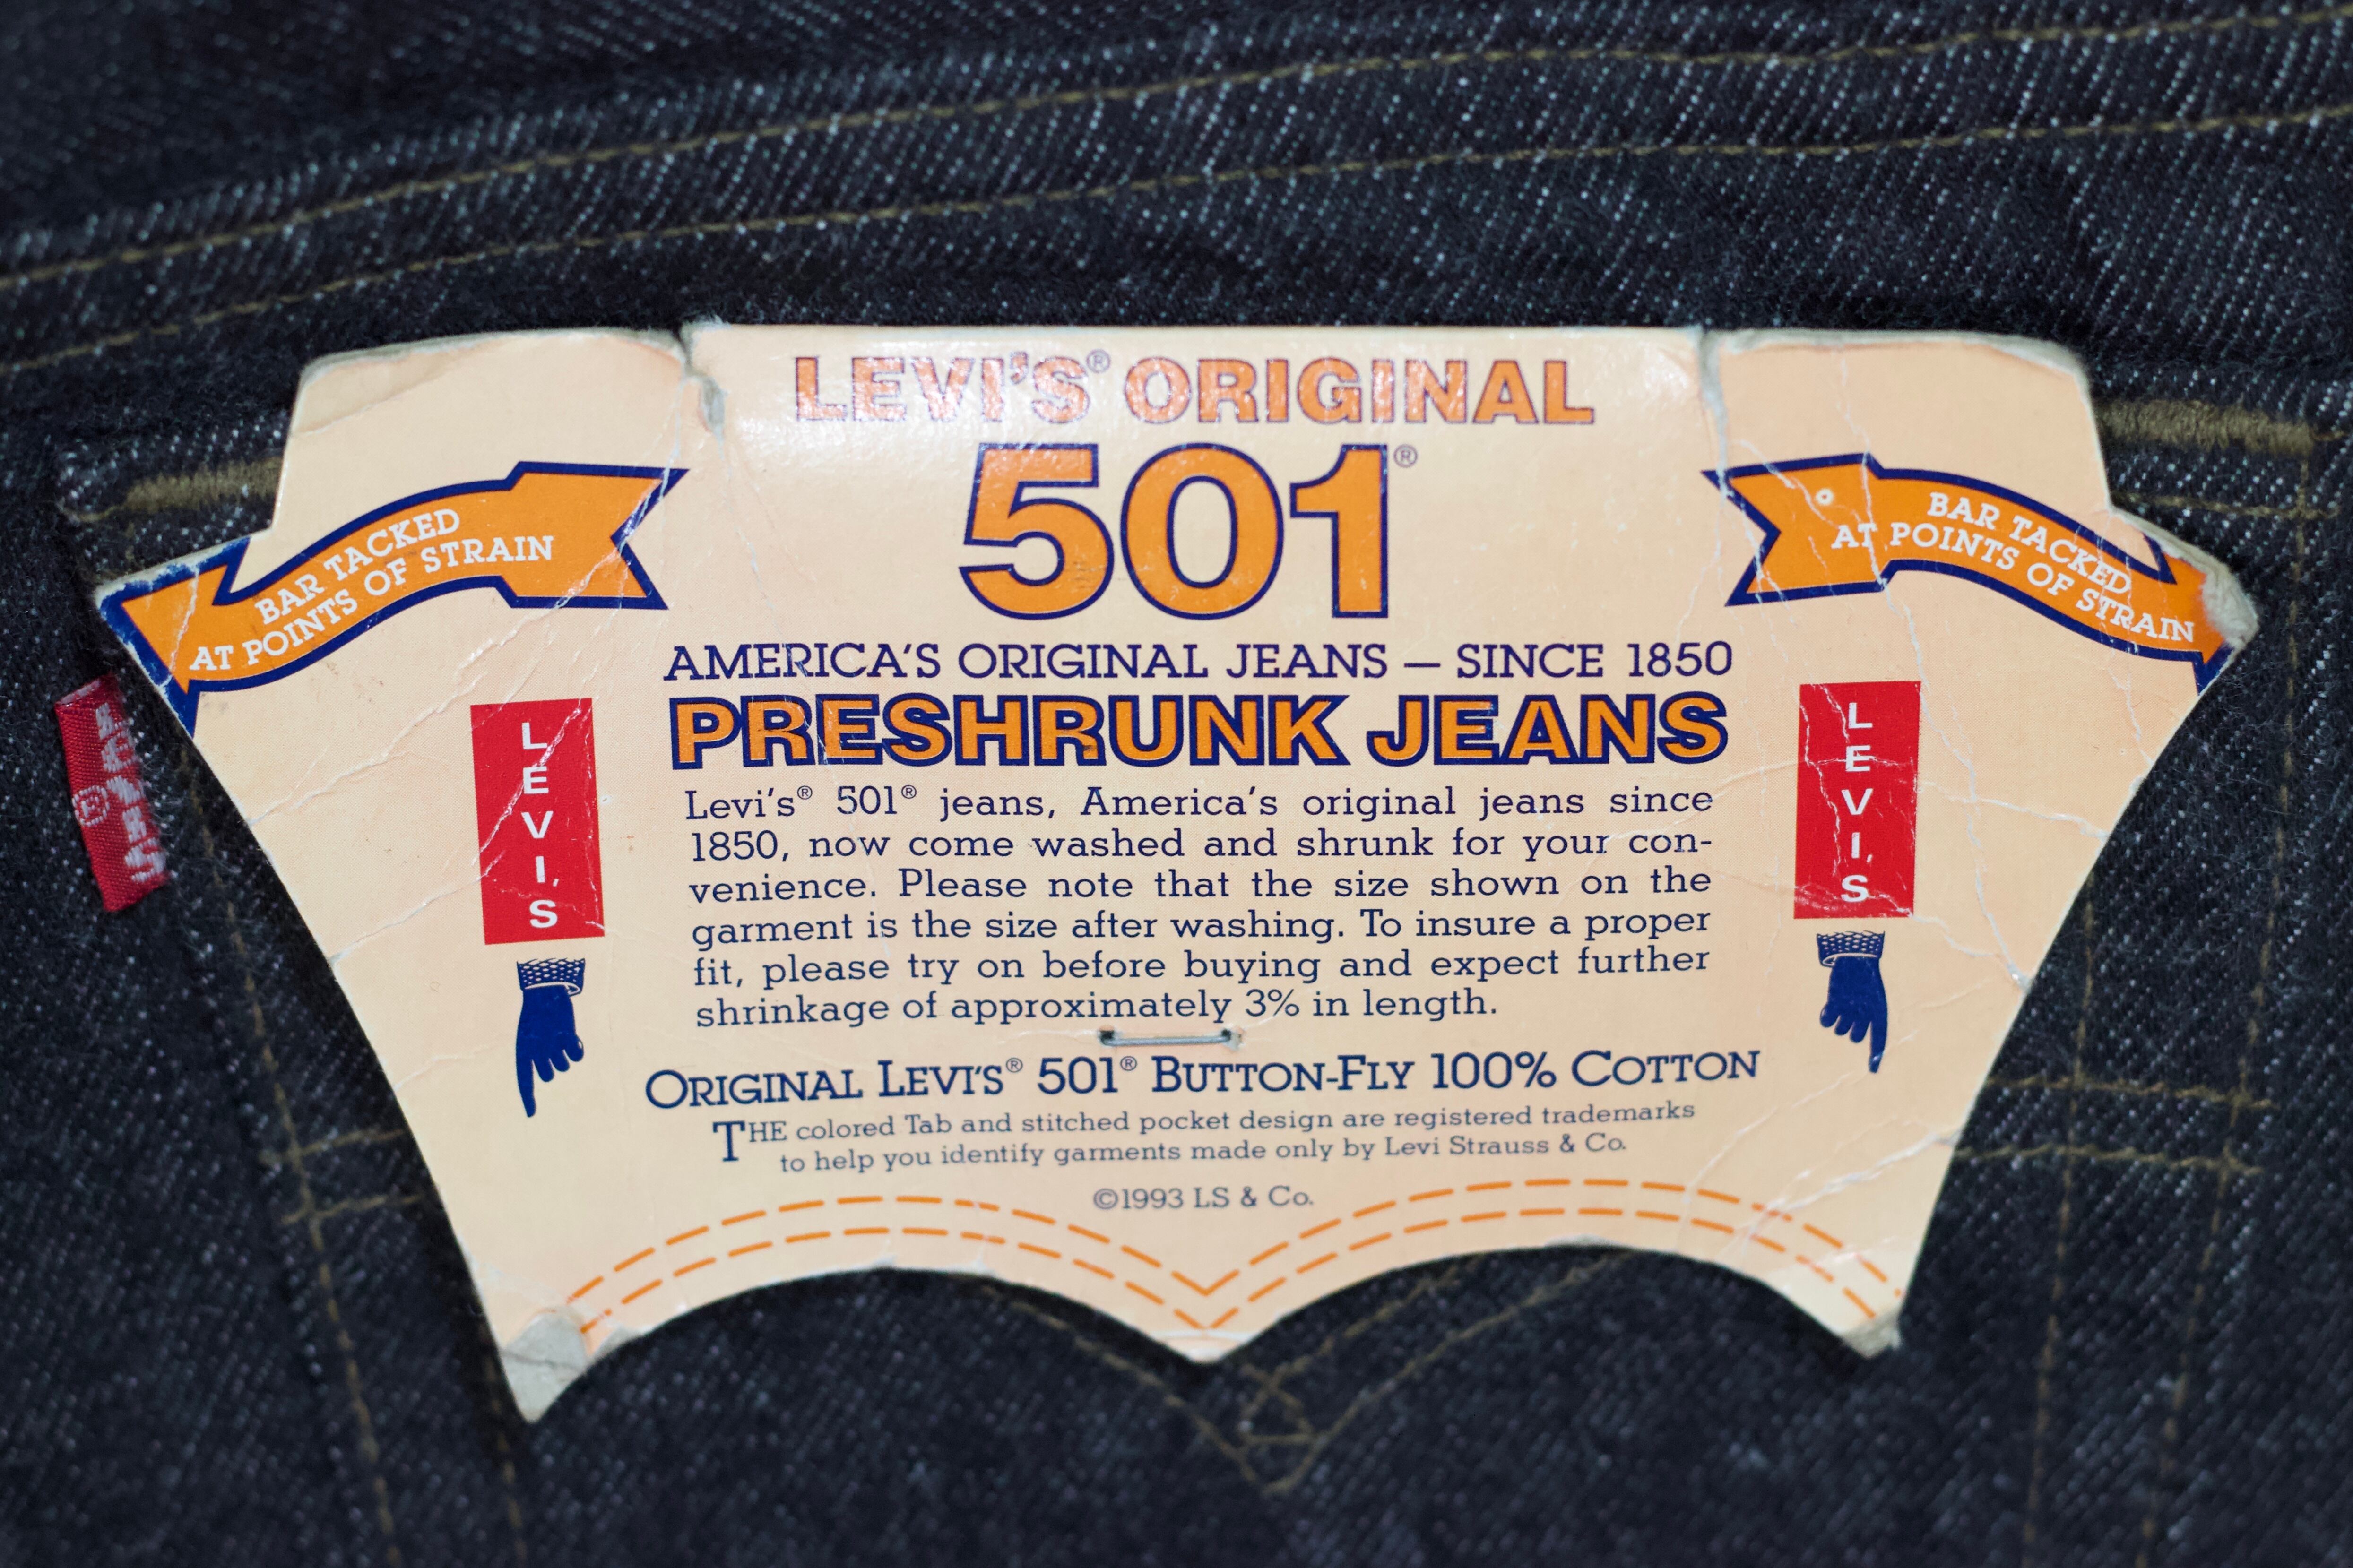 LEVI'S® ORIGINAL
501®
BAR TACKED
AT POINTS OF STRAIN
BAR TACKED
AT POINTS OF STRAIN
AMERICA'S ORIGINAL JEANS — SINCE 1850
PRESHRUNK JEANS
LEVI'S
LEVI'S
Levi's® 501® jeans, America's original jeans since
1850, now come washed and shrunk for your con-
venience. Please note that the size shown on the
garment is the size after washing. To insure a proper
fit, please try on before buying and expect further
shrinkage of approximately 3% in length.
ORIGINAL LEVI'S® 501® BUTTON-FLY 100% COTTON
THE colored Tab and stitched pocket design are registered trademarks
to help you identify garments made only by Levi Strauss & Co.
©1993 LS & Co.
®